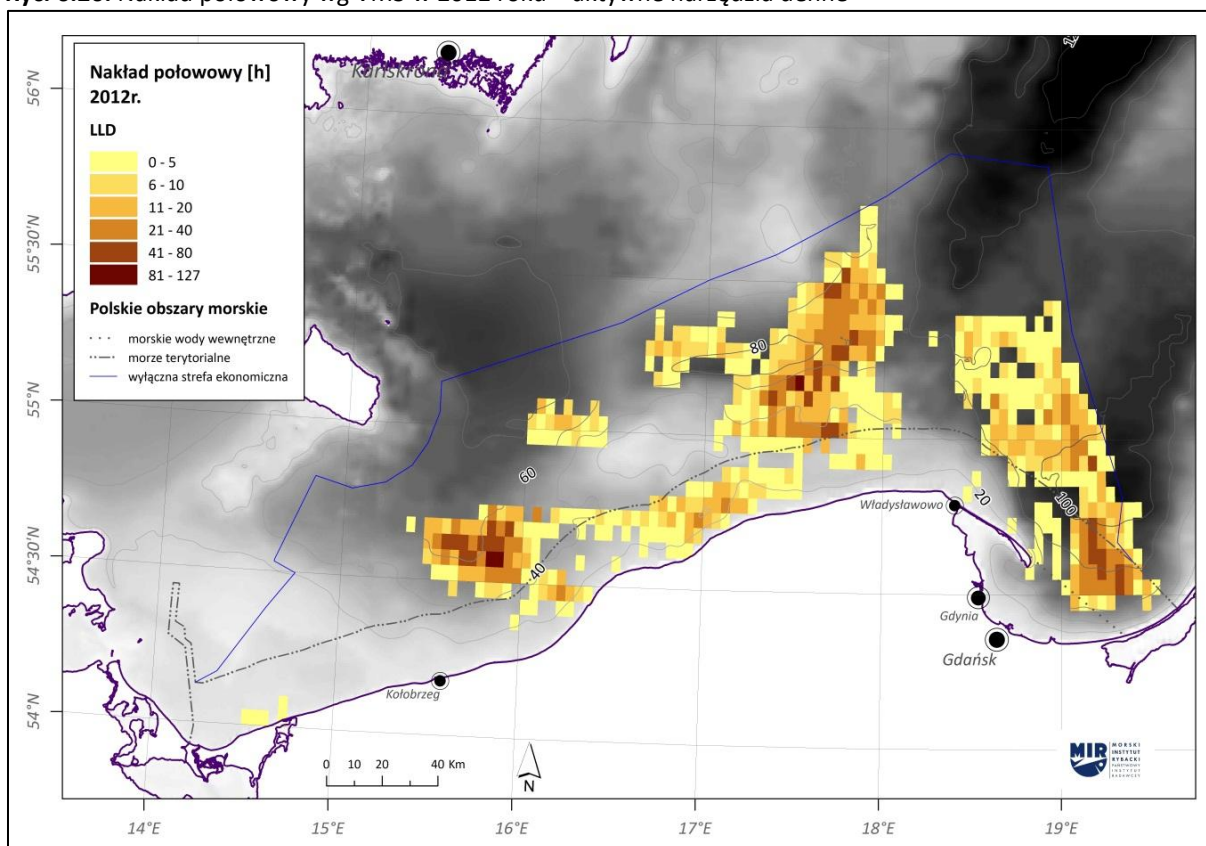 Nakład połowowy [h]
2012r.
LLD
0 - 5
6 - 10
11 - 20
21 - 40
41 - 80
81 - 127
Polskie obszary morskie
morskie wody wewnętrzne
morze terytorialne
wyłączna strefa ekonomiczna
56°N
55°30'N
55°N
54°30'N
54°N
80
60
40
20
100
Władysławowo
Gdynia
Gdańsk
Kołobrzeg
0 10 20 40 Km
N
MIR
MORSKI
INSTYTUT
RYBACKI
PAŃSTWOWY
INSTYTUT
BADAWCZY
14°E 15°E 16°E 17°E 18°E 19°E